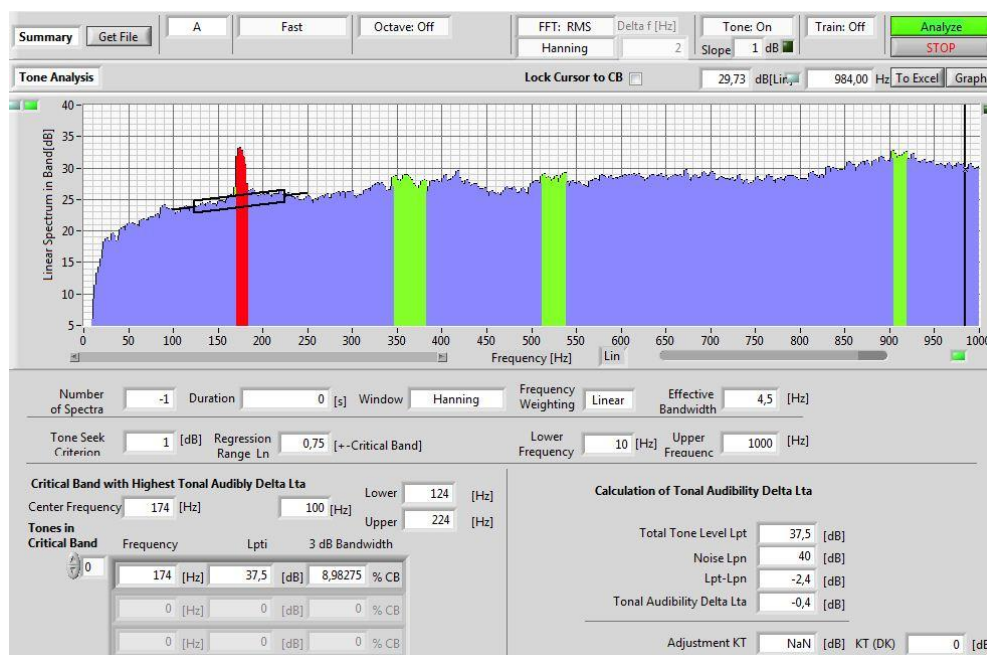 Summary Get File A Fast Octave: Off FFT: RMS Delta f [Hz] Tone: On Train: Off Analyze
Hanning 2 Slope 1 dB STOP
Tone Analysis Lock Cursor to CB 29,73 dB[Lin,] 984,00 Hz To Excel Graph
Linear Spectrum in Band[dB]
40
35
30
25
20
15
10
5
0 50 100 150 200 250 300 350 400 450 500 550 600 650 700 750 800 850 900 950 1000
Frequency [Hz] Lin
Number of Spectra -1 Duration 0 [s] Window Hanning Frequency Weighting Linear Effective Bandwidth 4,5 [Hz]
Tone Seek Criterion 1 [dB] Regression Range Ln 0,75 [+-Critical Band] Lower Frequency 10 [Hz] Upper Frequenc 1000 [Hz]
Critical Band with Highest Tonal Audibly Delta Lta
Center Frequency 174 [Hz] 100 [Hz] Lower 124 [Hz]
Upper 224 [Hz]
Tones in
Critical Band Frequency Lpti 3 dB Bandwidth
0 174 [Hz] 37,5 [dB] 8,98275 % CB
0 [Hz] 0 [dB] 0 % CB
0 [Hz] 0 [dB] 0 % CB
Calculation of Tonal Audibility Delta Lta
Total Tone Level Lpt 37,5 [dB]
Noise Lpn 40 [dB]
Lpt-Lpn -2,4 [dB]
Tonal Audibility Delta Lta -0,4 [dB]
Adjustment KT NaN [dB] KT (DK) 0 [dB